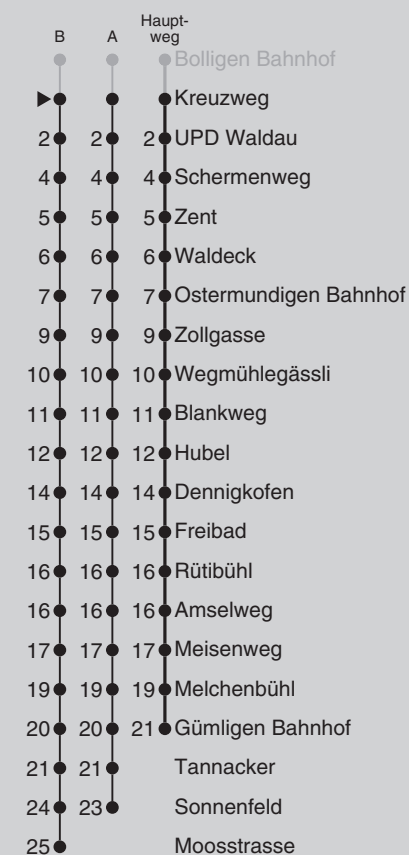 B A Haupt-
weg
Bolligen Bahnhof
Kreuzweg
2 2 2 UPD Waldau
4 4 4 Schermenweg
5 5 5 Zent
6 6 6 Waldeck
7 7 7 Ostermundigen Bahnhof
9 9 9 Zollgasse
10 10 10 Wegmühlegässli
11 11 11 Blankweg
12 12 12 Hubel
14 14 14 Dennigkofen
15 15 15 Freibad
16 16 16 Rütibühl
16 16 16 Amselweg
17 17 17 Meisenweg
19 19 19 Melchenbühl
20 20 21 Gümligen Bahnhof
21 21 Tannacker
24 23 Sonnenfeld
25 Moosstrasse